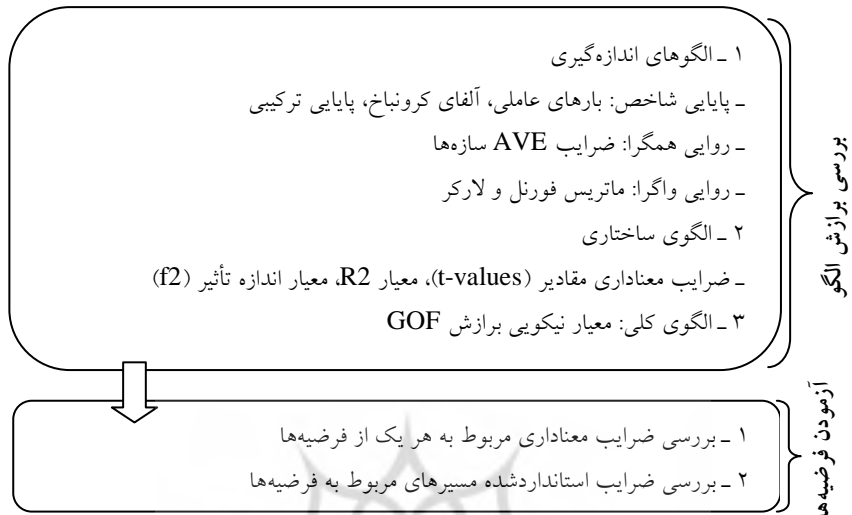 ۱ ـ الگوهای اندازه‌گیری
ـ پایایی شاخص: بارهای عاملی، آلفای کرونباخ، پایایی ترکیبی
ـ روایی همگرا: ضرایب AVE سازه‌ها
ـ روایی واگرا: ماتریس فورنل و لارکر
۲ ـ الگوی ساختاری
ـ ضرایب معناداری مقادیر (t-values)، معیار R2، معیار اندازه تأثیر (f2)
۳ ـ الگوی کلی: معیار نیکویی برازش GOF
بررسی برازش الگو
۱ ـ بررسی ضرایب معناداری مربوط به هر یک از فرضیه‌ها
۲ ـ بررسی ضرایب استانداردشده مسیرهای مربوط به فرضیه‌ها
آزمودن فرضیه‌ها